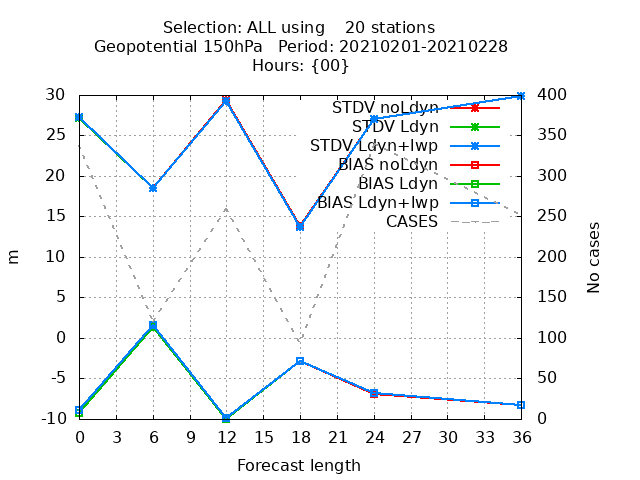 Selection: ALL using    20 stations
Geopotential 150hPa   Period: 20210201-20210228
Hours: {00}
30 25 20 15 10 5 0 -5 -10
m
STDV noLdyn
STDV Ldyn
STDV Ldyn+lwp
BIAS noLdyn
BIAS Ldyn
BIAS Ldyn+lwp
CASES
400 350 300 250 200 150 100 50 0
No cases
0 3 6 9 12 15 18 21 24 27 30 33 36
Forecast length